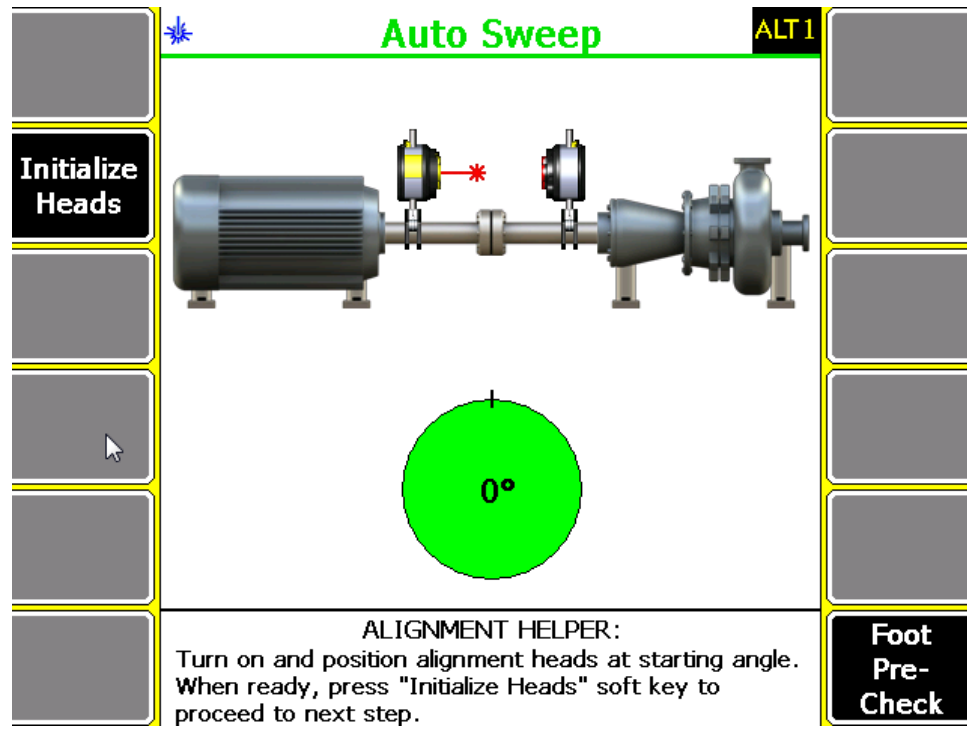 Auto Sweep
ALT1
Initialize
Heads
0°
ALIGNMENT HELPER:
Turn on and position alignment heads at starting angle.
When ready, press "Initialize Heads" soft key to
proceed to next step.
Foot
Pre-
Check